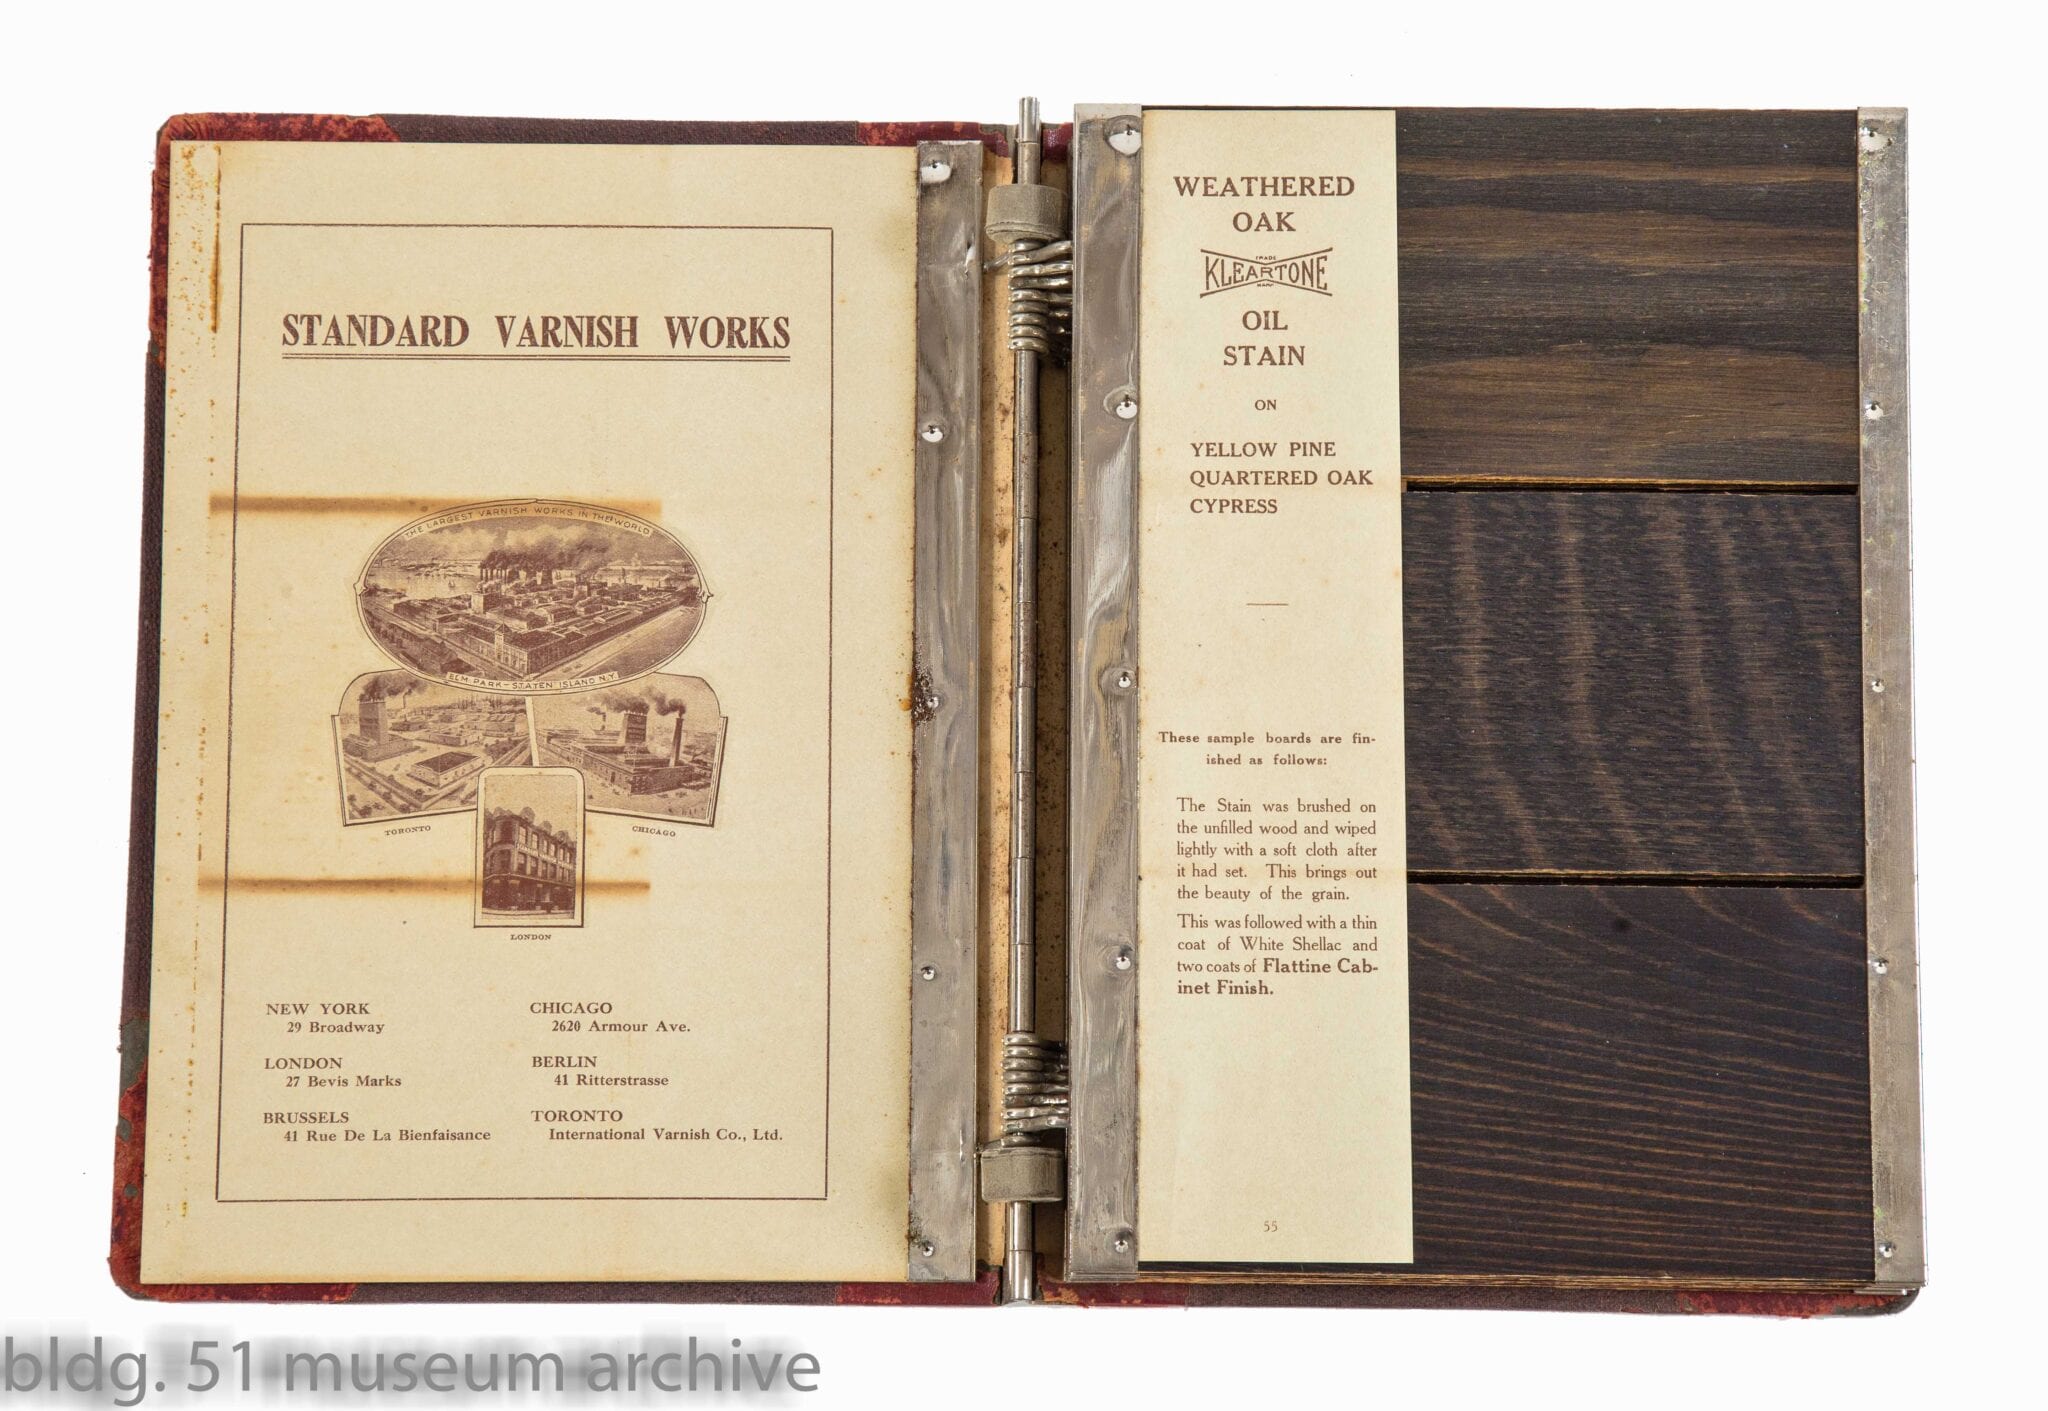 STANDARD VARNISH WORKS
THE LARGEST VARNISH WORKS IN THE WORLD
ELM PARK – STATEN ISLAND N.Y.
TORONTO
CHICAGO
LONDON
NEW YORK
29 Broadway
CHICAGO
2620 Armour Ave.
LONDON
27 Bevis Marks
BERLIN
41 Ritterstrasse
BRUSSELS
41 Rue De La Bienfaisance
TORONTO
International Varnish Co., Ltd.
WEATHERED
OAK
TRADE
KLEARTONE
MARK
OIL
STAIN
ON
YELLOW PINE
QUARTERED OAK
CYPRESS
These sample boards are fin-
ished as follows:
The Stain was brushed on
the unfilled wood and wiped
lightly with a soft cloth after
it had set. This brings out
the beauty of the grain.
This was followed with a thin
coat of White Shellac and
two coats of Flattine Cab-
inet Finish.
55
bldg. 51 museum archive